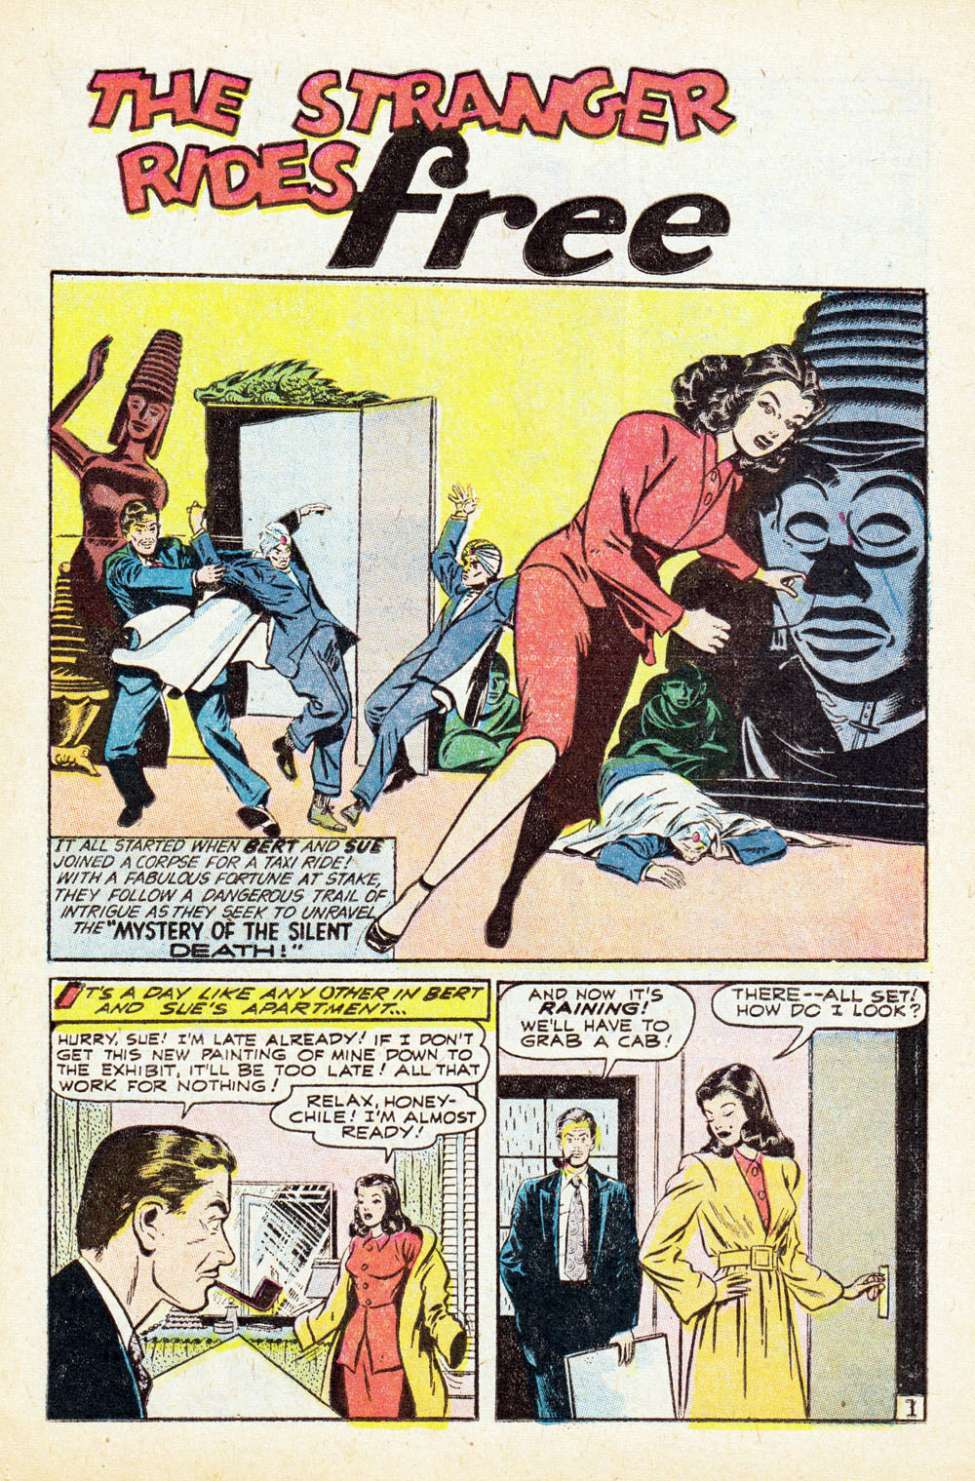 THE STRANGER
RIDES free
IT ALL STARTED WHEN BERT AND SUE
JOINED A CORPSE FOR A TAXI RIDE!
WITH A FABULOUS FORTUNE AT STAKE,
THEY FOLLOW A DANGEROUS TRAIL OF
INTRIGUE AS THEY SEEK TO UNRAVEL
THE "MYSTERY OF THE SILENT
DEATH!"
IT'S A DAY LIKE ANY OTHER IN BERT
AND SUE'S APARTMENT...
HURRY, SUE! I'M LATE ALREADY! IF I DON'T
GET THIS NEW PAINTING OF MINE DOWN TO
THE EXHIBIT, IT'LL BE TOO LATE! ALL THAT
WORK FOR NOTHING!
RELAX, HONEY-
CHILE! I'M ALMOST
READY!
AND NOW IT'S
RAINING!
WE'LL HAVE TO
GRAB A CAB!
THERE--ALL SET!
HOW DO I LOOK?
1